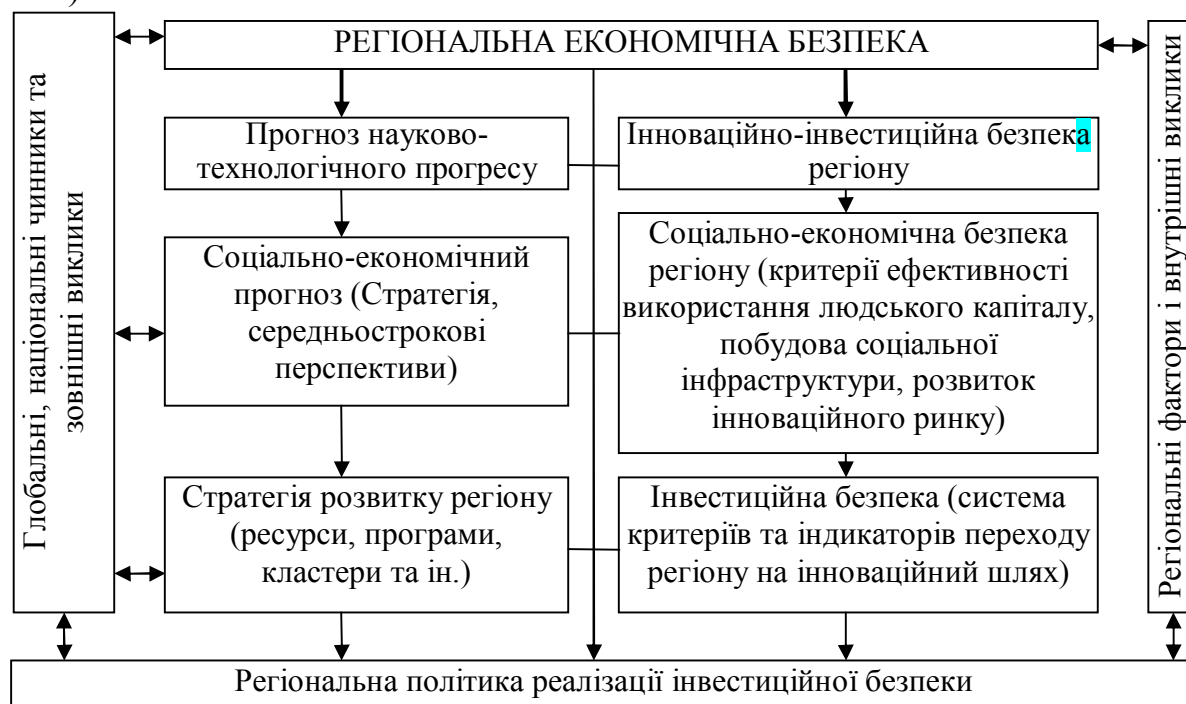 РЕГІОНАЛЬНА ЕКОНОМІЧНА БЕЗПЕКА
Глобальні, національні чинники та
зовнішні виклики
Прогноз науково-
технологічного прогресу
Інноваційно-інвестиційна безпека
регіону
Соціально-економічний
прогноз (Стратегія,
середньострокові
перспективи)
Соціально-економічна безпека
регіону (критерії ефективності
використання людського капіталу,
побудова соціальної
інфраструктури, розвиток
інноваційного ринку)
Стратегія розвитку регіону
(ресурси, програми,
кластери та ін.)
Інвестиційна безпека (система
критеріїв та індикаторів переходу
регіону на інноваційний шлях)
Регіональні фактори і внутрішні виклики
Регіональна політика реалізації інвестиційної безпеки